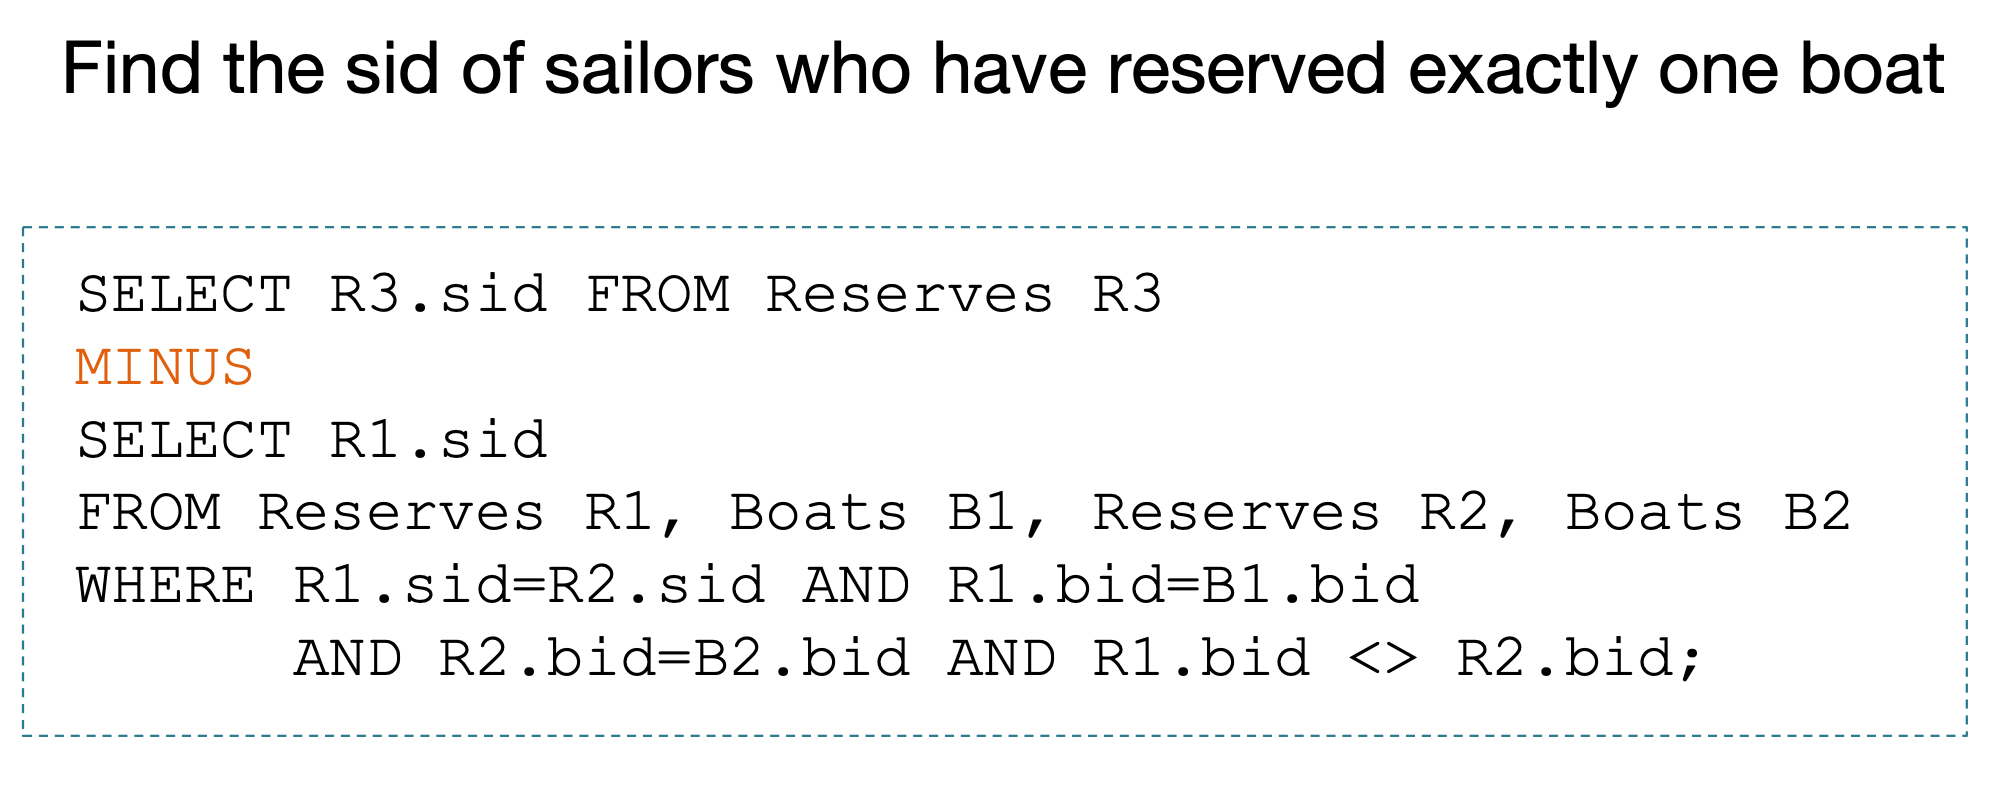 Find the sid of sailors who have reserved exactly one boat
SELECT R3.sid FROM Reserves R3
MINUS
SELECT R1.sid
FROM Reserves R1, Boats B1, Reserves R2, Boats B2
WHERE R1.sid=R2.sid AND R1.bid=B1.bid
AND R2.bid=B2.bid AND R1.bid <> R2.bid;